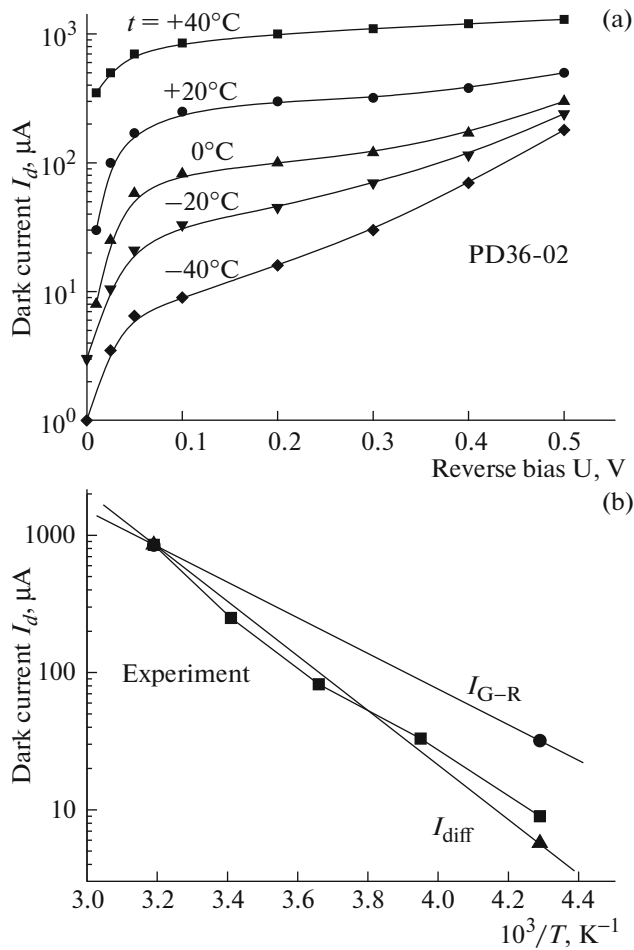 (a)
10³
10²
10¹
10⁰
Dark current I_d, µA
t = +40°C
+20°C
0°C
−20°C
−40°C
PD36-02
0 0.1 0.2 0.3 0.4 0.5
Reverse bias U, V
(b)
1000
100
10
Dark current I_d, µA
Experiment
I_G–R
I_diff
3.0 3.2 3.4 3.6 3.8 4.0 4.2 4.4
10³/T, K⁻¹